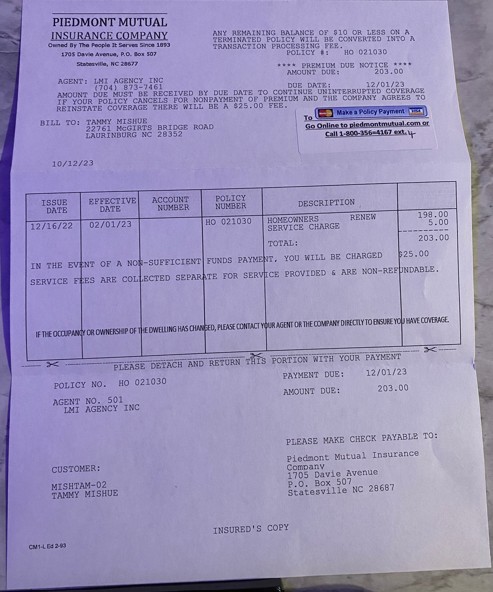 PIEDMONT MUTUAL
INSURANCE COMPANY
Owned By The People It Serves Since 1893
1705 Davie Avenue, P.O. Box 507
Statesville, NC 28677
ANY REMAINING BALANCE OF $10 OR LESS ON A
TERMINATED POLICY WILL BE CONVERTED INTO A
TRANSACTION PROCESSING FEE.
POLICY #: HO 021030
**** PREMIUM DUE NOTICE ****
AMOUNT DUE: 203.00
AGENT: LMI AGENCY INC
(704) 873-7461
DUE DATE: 12/01/23
AMOUNT DUE MUST BE RECEIVED BY DUE DATE TO CONTINUE UNINTERRUPTED COVERAGE
IF YOUR POLICY CANCELS FOR NONPAYMENT OF PREMIUM AND THE COMPANY AGREES TO
REINSTATE COVERAGE THERE WILL BE A $25.00 FEE.
To Make a Policy Payment
Go Online to piedmontmutual.com or
Call 1-800-356-4167 ext. 4
BILL TO: TAMMY MISHUE
22761 McGIRTS BRIDGE ROAD
LAURINBURG NC 28352
10/12/23
ISSUE DATE EFFECTIVE DATE ACCOUNT NUMBER POLICY NUMBER DESCRIPTION
12/16/22 02/01/23 HO 021030 HOMEOWNERS RENEW 198.00
SERVICE CHARGE 5.00
TOTAL: 203.00
IN THE EVENT OF A NON-SUFFICIENT FUNDS PAYMENT, YOU WILL BE CHARGED $25.00
SERVICE FEES ARE COLLECTED SEPARATE FOR SERVICE PROVIDED & ARE NON-REFUNDABLE.
IF THE OCCUPANCY OR OWNERSHIP OF THE DWELLING HAS CHANGED, PLEASE CONTACT YOUR AGENT OR THE COMPANY DIRECTLY TO ENSURE YOU HAVE COVERAGE.
PLEASE DETACH AND RETURN THIS PORTION WITH YOUR PAYMENT
POLICY NO. HO 021030
PAYMENT DUE: 12/01/23
AGENT NO. 501
LMI AGENCY INC
AMOUNT DUE: 203.00
PLEASE MAKE CHECK PAYABLE TO:
Piedmont Mutual Insurance
Company
1705 Davie Avenue
P.O. Box 507
Statesville NC 28687
CUSTOMER:
MISHTAM-02
TAMMY MISHUE
INSURED'S COPY
CM1-L Ed 2-93